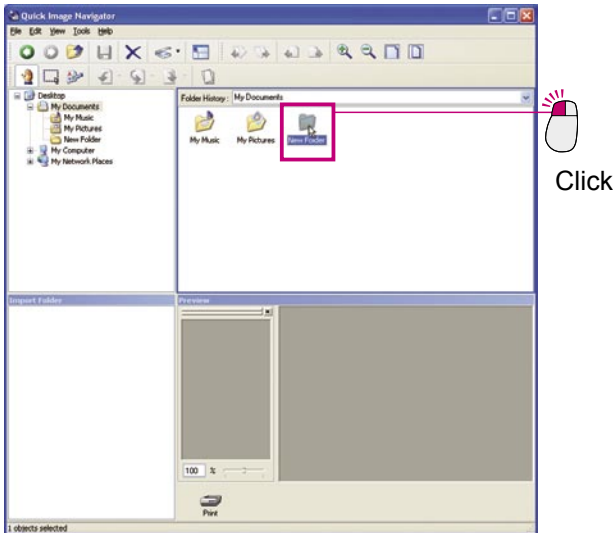 Quick Image Navigator
File Edit View Tools Help
Desktop
My Documents
My Music
My Pictures
New Folder
My Computer
My Network Places
Folder History: My Documents
My Music My Pictures New Folder
Click
Import Folder
Preview
100 %
Print
1 objects selected